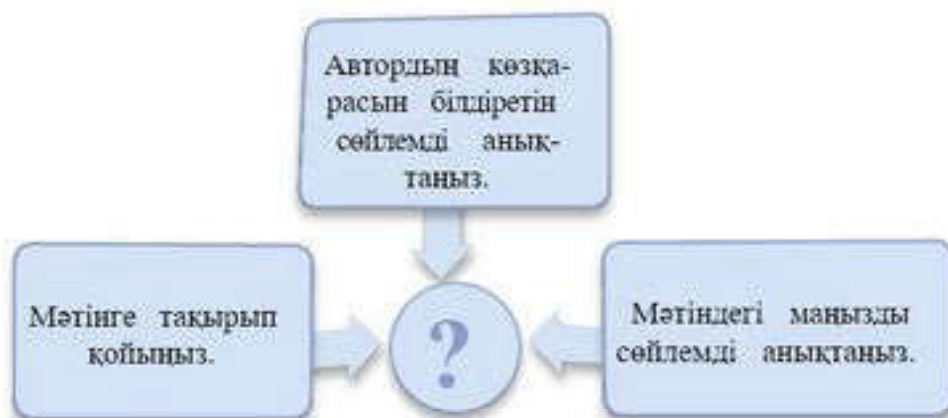 Автордың көзқа-
расын білдіретін
сөйлемді анық-
таңыз.
Мәтінге тақырып
қойыңыз.
?
Мәтіндегі маңызды
сөйлемді анықтаңыз.